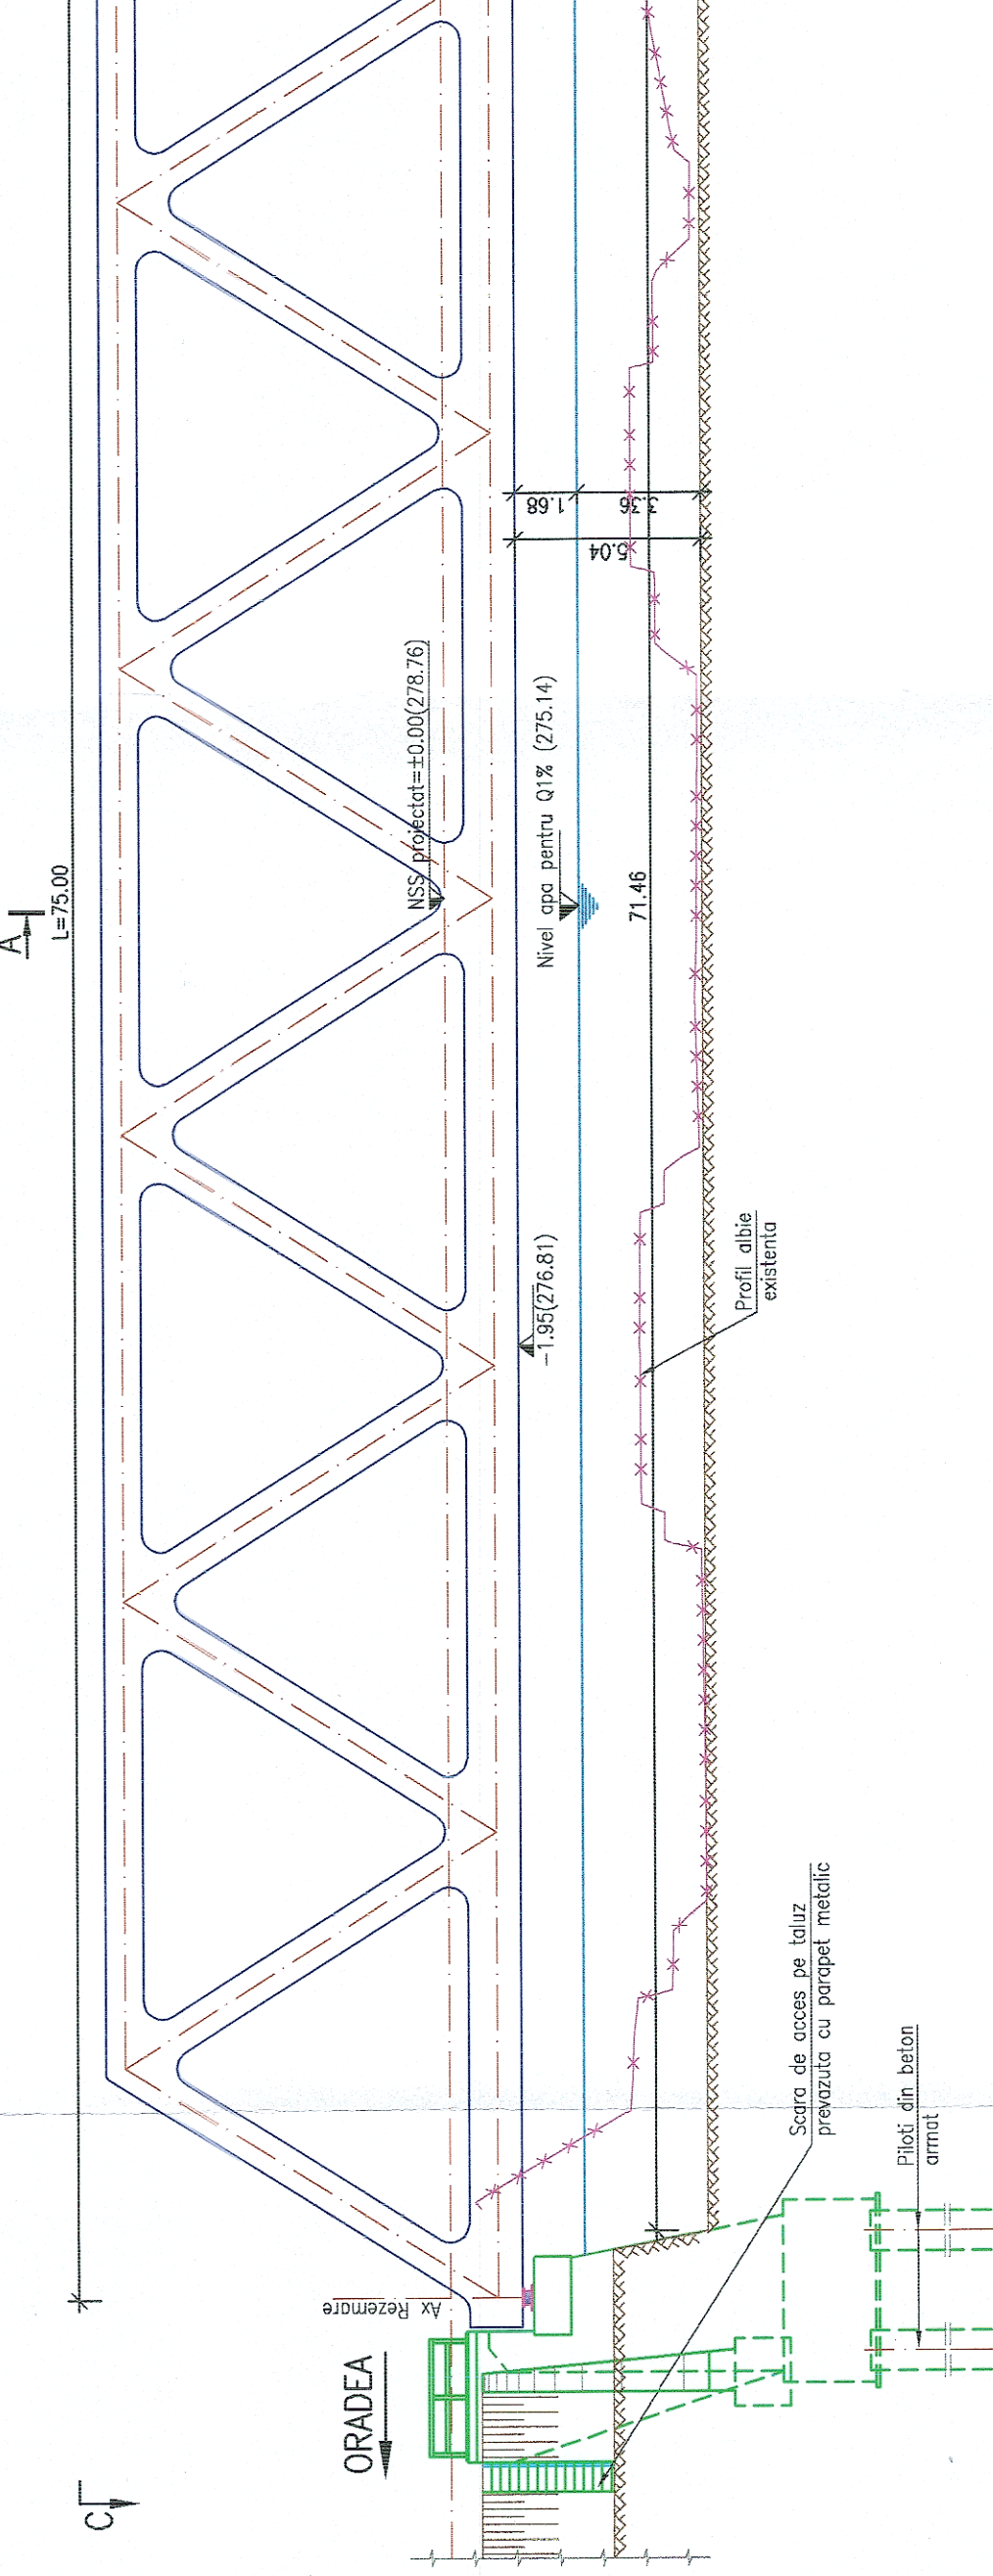 A
L=75.00
NSS proiectat=±0.00(278.76)
Nivel apa pentru Q1% (275.14)
1.68
3.36
5.04
71.46
-1.95(276.81)
Profil albie
existenta
Scara de acces pe taluz
prevazuta cu parapet metalic
Piloti din beton
armat
Ax Rezemare
ORADEA
C